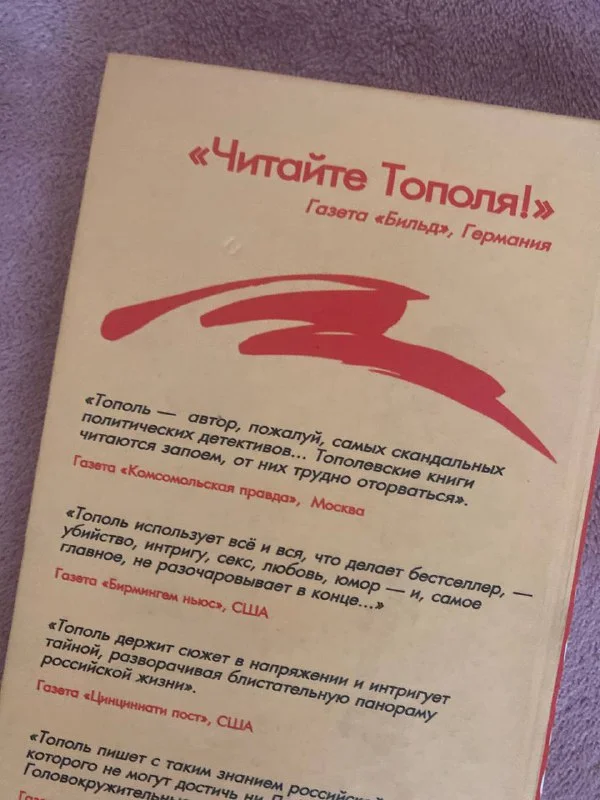 «Читайте Тополя!»
Газета «Бильд», Германия
«Тополь — автор, пожалуй, самых скандальных
политических детективов... Тополевские книги
читаются запоем, от них трудно оторваться».
Газета «Комсомольская правда», Москва
«Тополь использует всё и вся, что делает бестселлер, —
убийство, интригу, секс, любовь, юмор — и, самое
главное, не разочаровывает в конце...»
Газета «Бирмингем ньюс», США
«Тополь держит сюжет в напряжении и интригует
тайной, разворачивая блистательную панораму
российской жизни».
Газета «Цинциннати пост», США
«Тополь пишет с таким знанием
которого не могут достичь ни